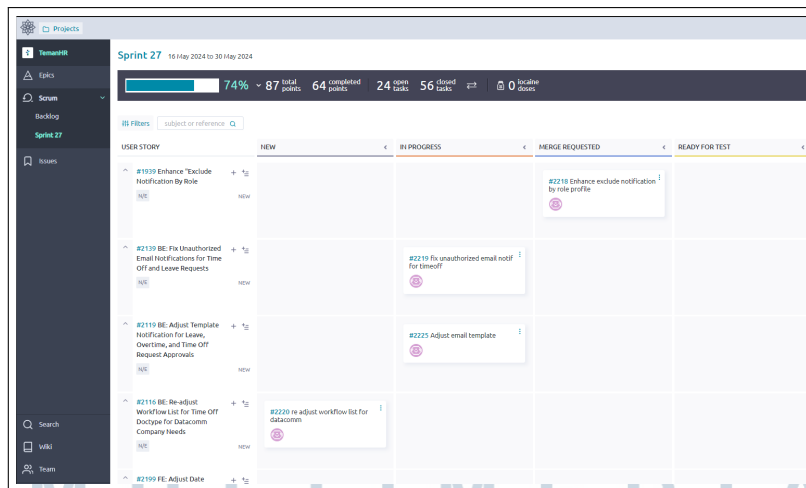 Projects
TemanHR
Epics
Scrum
Backlog
Sprint 27
Issues
Search
Wiki
Team
Sprint 27 16 May 2024 to 30 May 2024
74% 87 total points 64 completed points 24 open tasks 56 closed tasks 0 iocaine doses
Filters subject or reference
USER STORY NEW IN PROGRESS MERGE REQUESTED READY FOR TEST
#1939 Enhance "Exclude
Notification By Role
N/E NEW
#2218 Enhance exclude notification
by role profile
#2139 BE: Fix Unauthorized
Email Notifications for Time
Off and Leave Requests
N/E NEW
#2219 fix unauthorized email notif
for timeoff
#2119 BE: Adjust Template
Notification for Leave,
Overtime, and Time Off
Request Approvals
N/E NEW
#2225 Adjust email template
#2116 BE: Re-adjust
Workflow List for Time Off
Doctype for Datacomm
Company Needs
N/E NEW
#2220 re adjust workflow list for
datacomm
#2199 FE: Adjust Date